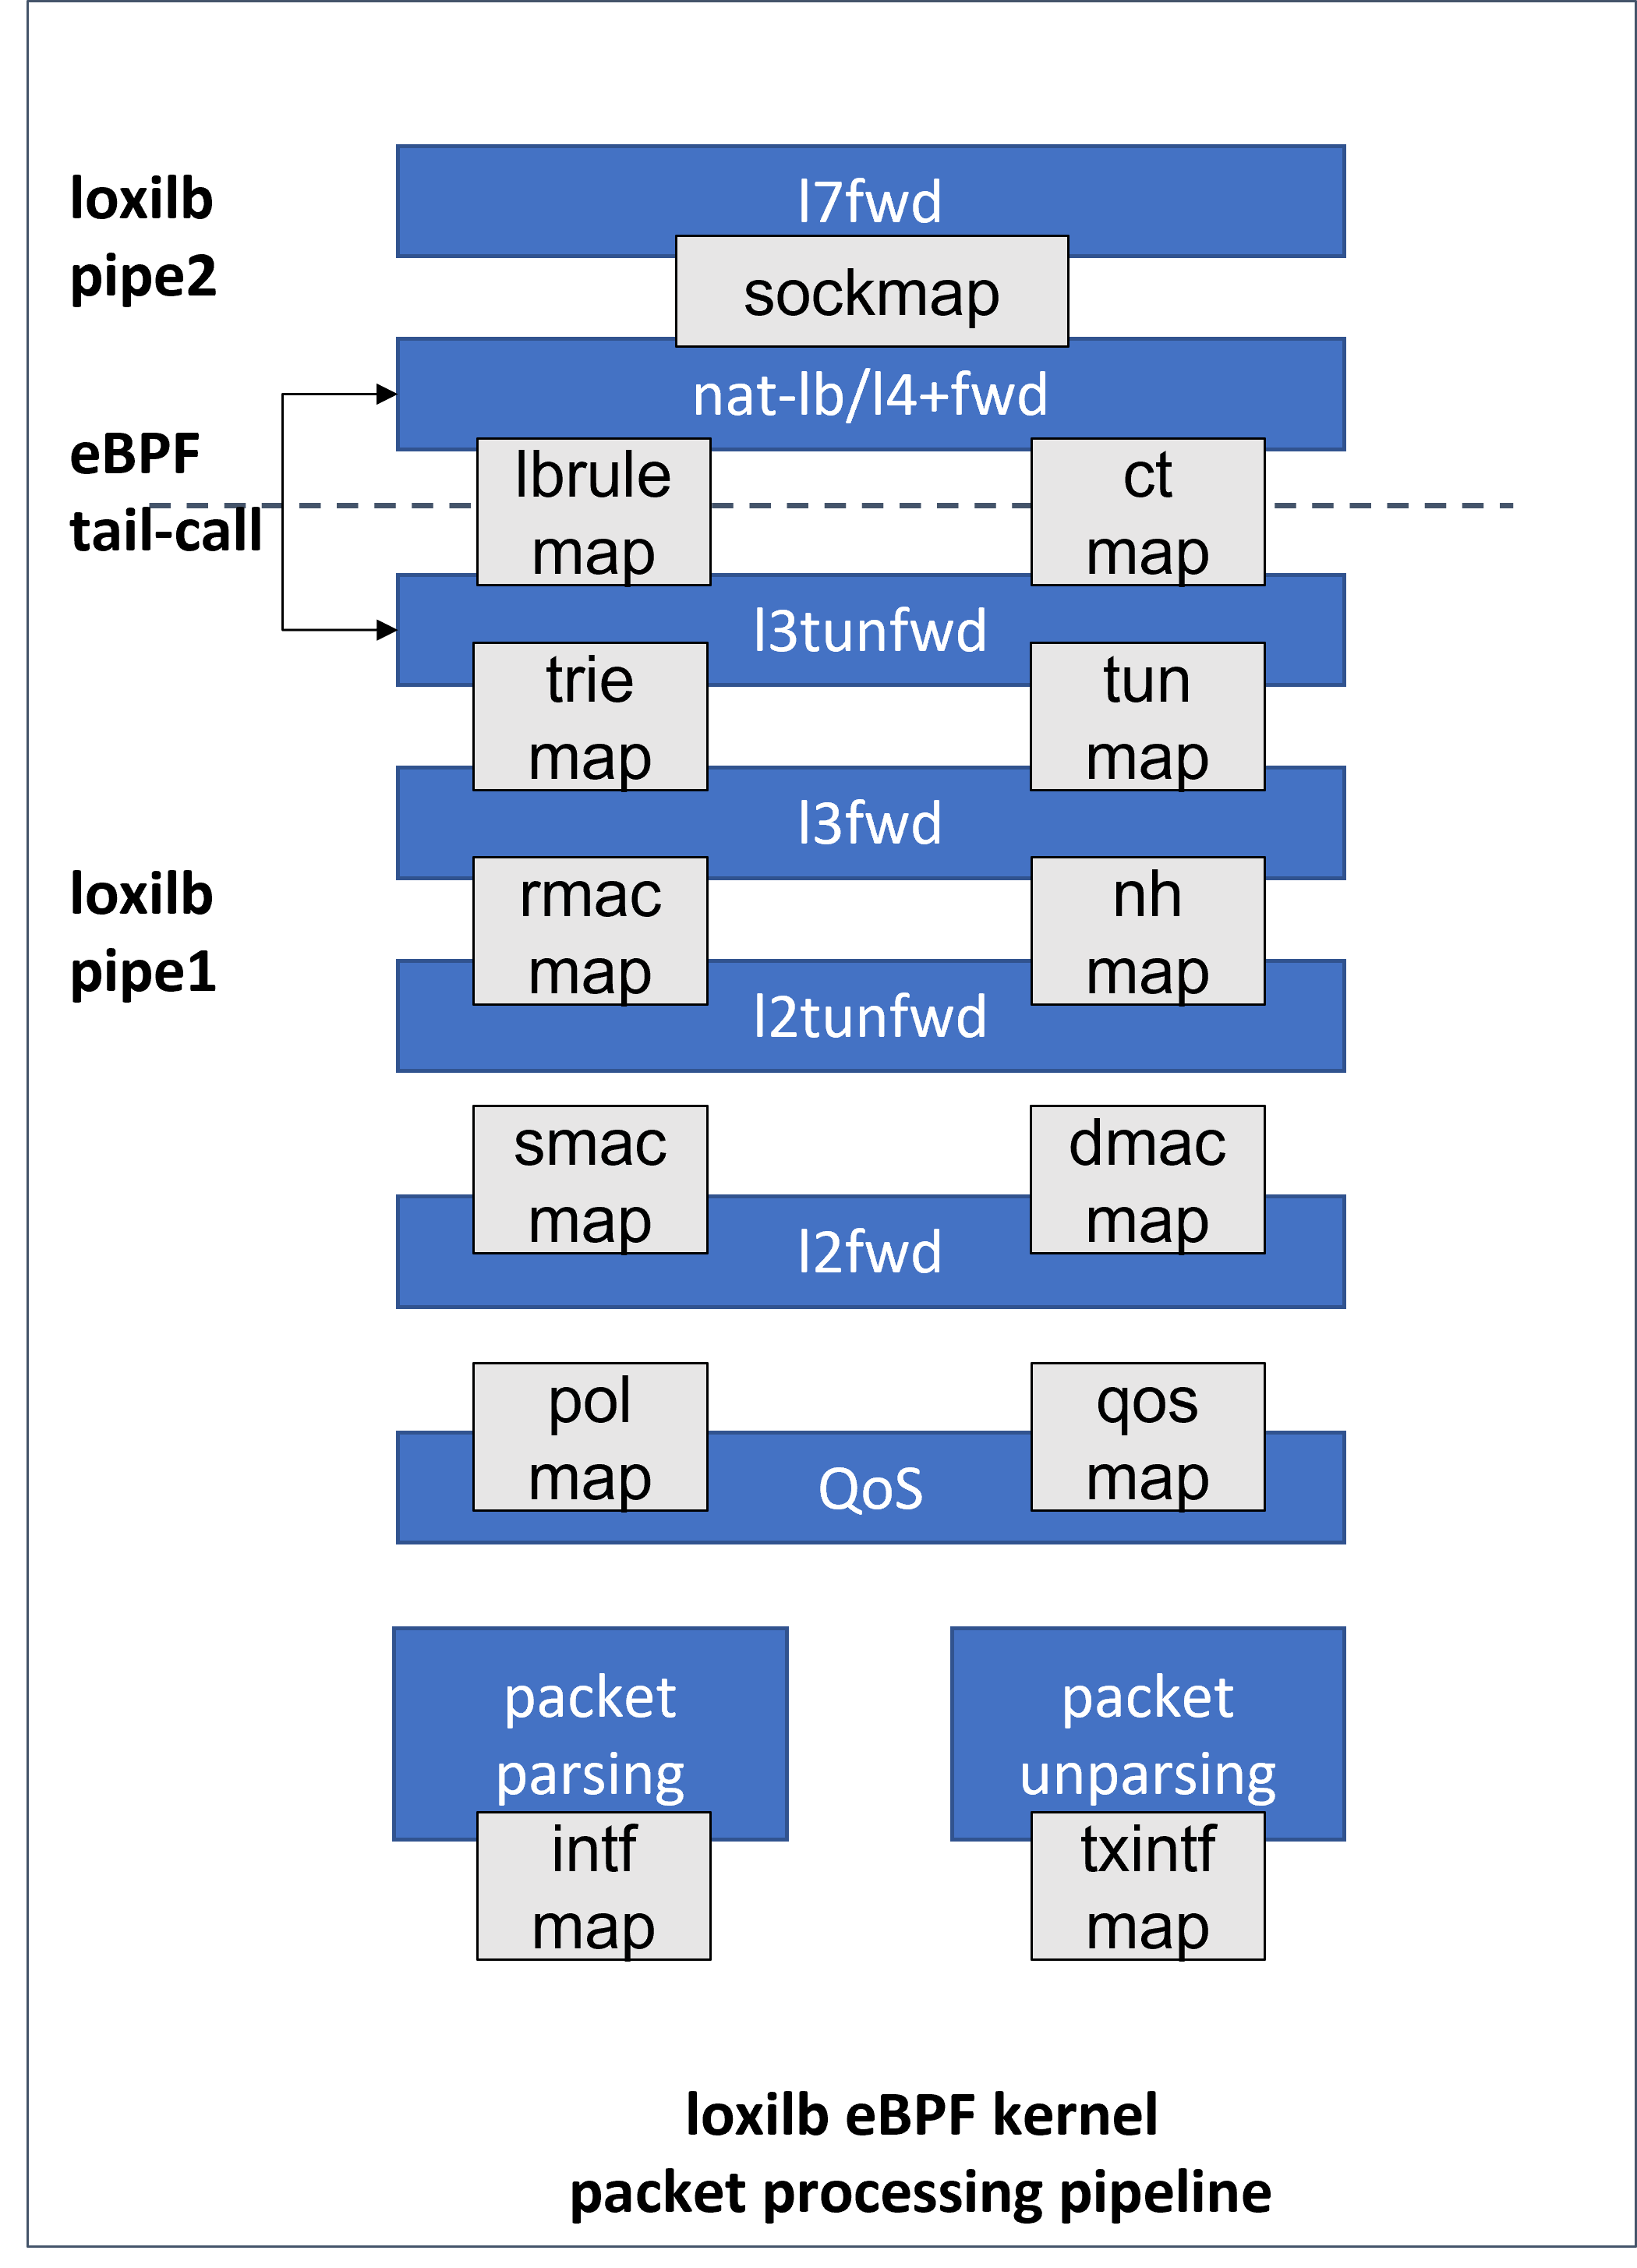 loxilb
pipe2
l7fwd
sockmap
nat-lb/l4+fwd
eBPF
tail-call
lbrule
map
ct
map
l3tunfwd
trie
map
tun
map
l3fwd
loxilb
pipe1
rmac
map
nh
map
l2tunfwd
smac
map
dmac
map
l2fwd
pol
map
qos
map
QoS
packet
parsing
packet
unparsing
intf
map
txintf
map
loxilb eBPF kernel
packet processing pipeline